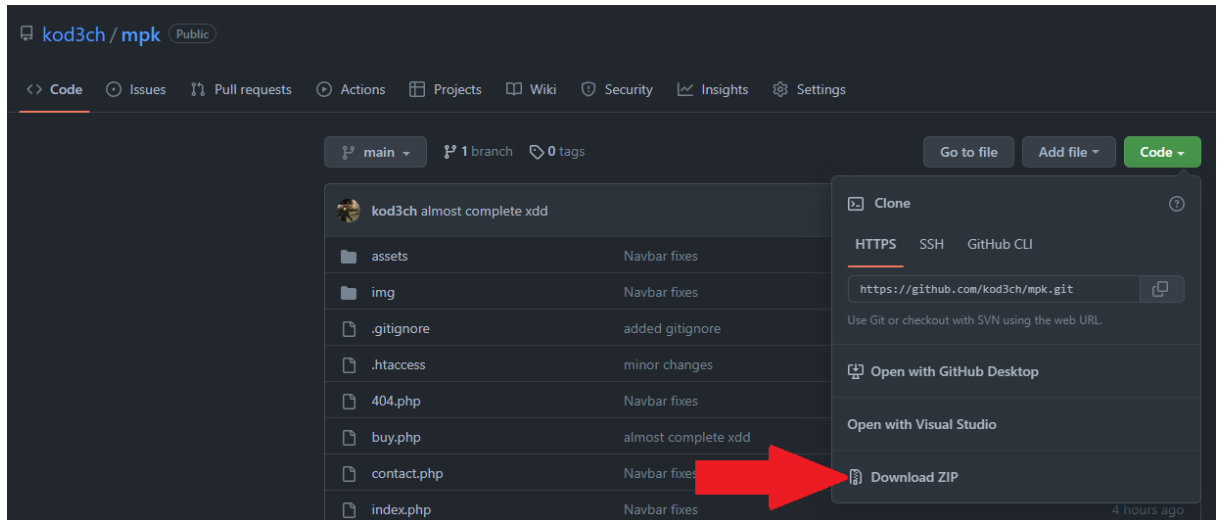 kod3ch / mpk Public
Code Issues Pull requests Actions Projects Wiki Security Insights Settings
main 1 branch 0 tags Go to file Add file Code
kod3ch almost complete xdd
assets Navbar fixes
img Navbar fixes
.gitignore added gitignore
.htaccess minor changes
404.php Navbar fixes
buy.php almost complete xdd
contact.php Navbar fixes
index.php Navbar fixes 4 hours ago
Clone
HTTPS SSH GitHub CLI
https://github.com/kod3ch/mpk.git
Use Git or checkout with SVN using the web URL.
Open with GitHub Desktop
Open with Visual Studio
Download ZIP